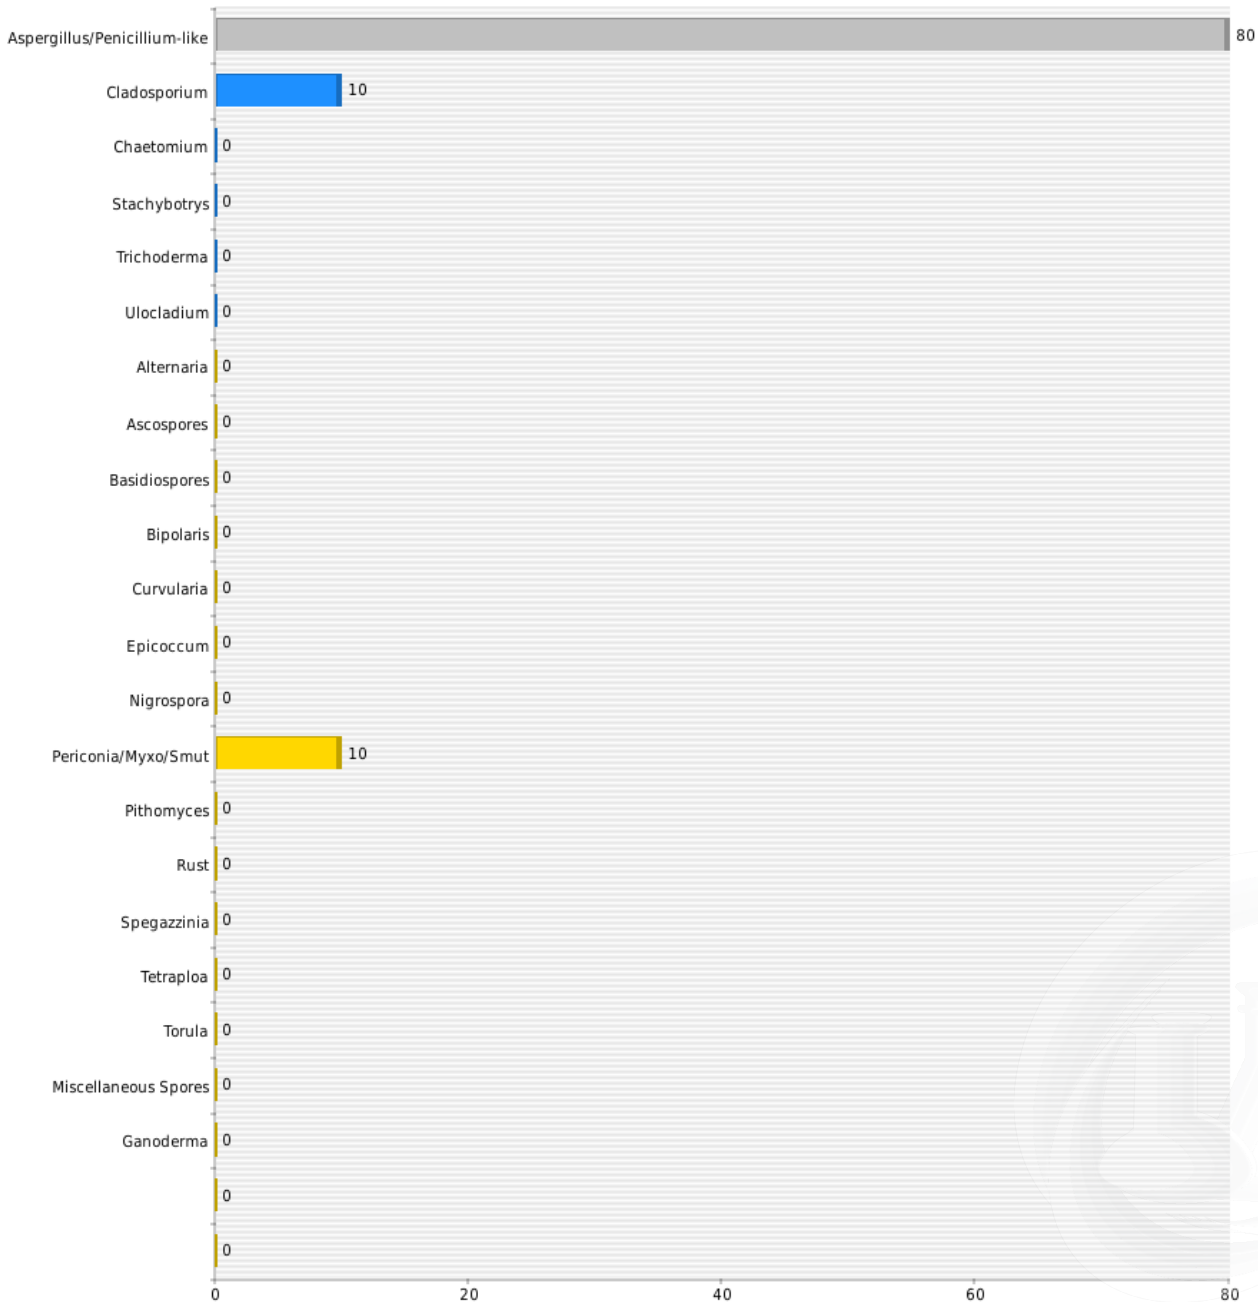 Aspergillus/Penicillium-like 80
Cladosporium 10
Chaetomium 0
Stachybotrys 0
Trichoderma 0
Ulocladium 0
Alternaria 0
Ascospores 0
Basidiospores 0
Bipolaris 0
Curvularia 0
Epicoccum 0
Nigrospora 0
Periconia/Myxo/Smut 10
Pithomyces 0
Rust 0
Spegazzinia 0
Tetraploa 0
Torula 0
Miscellaneous Spores 0
Ganoderma 0
0
0
0 20 40 60 80